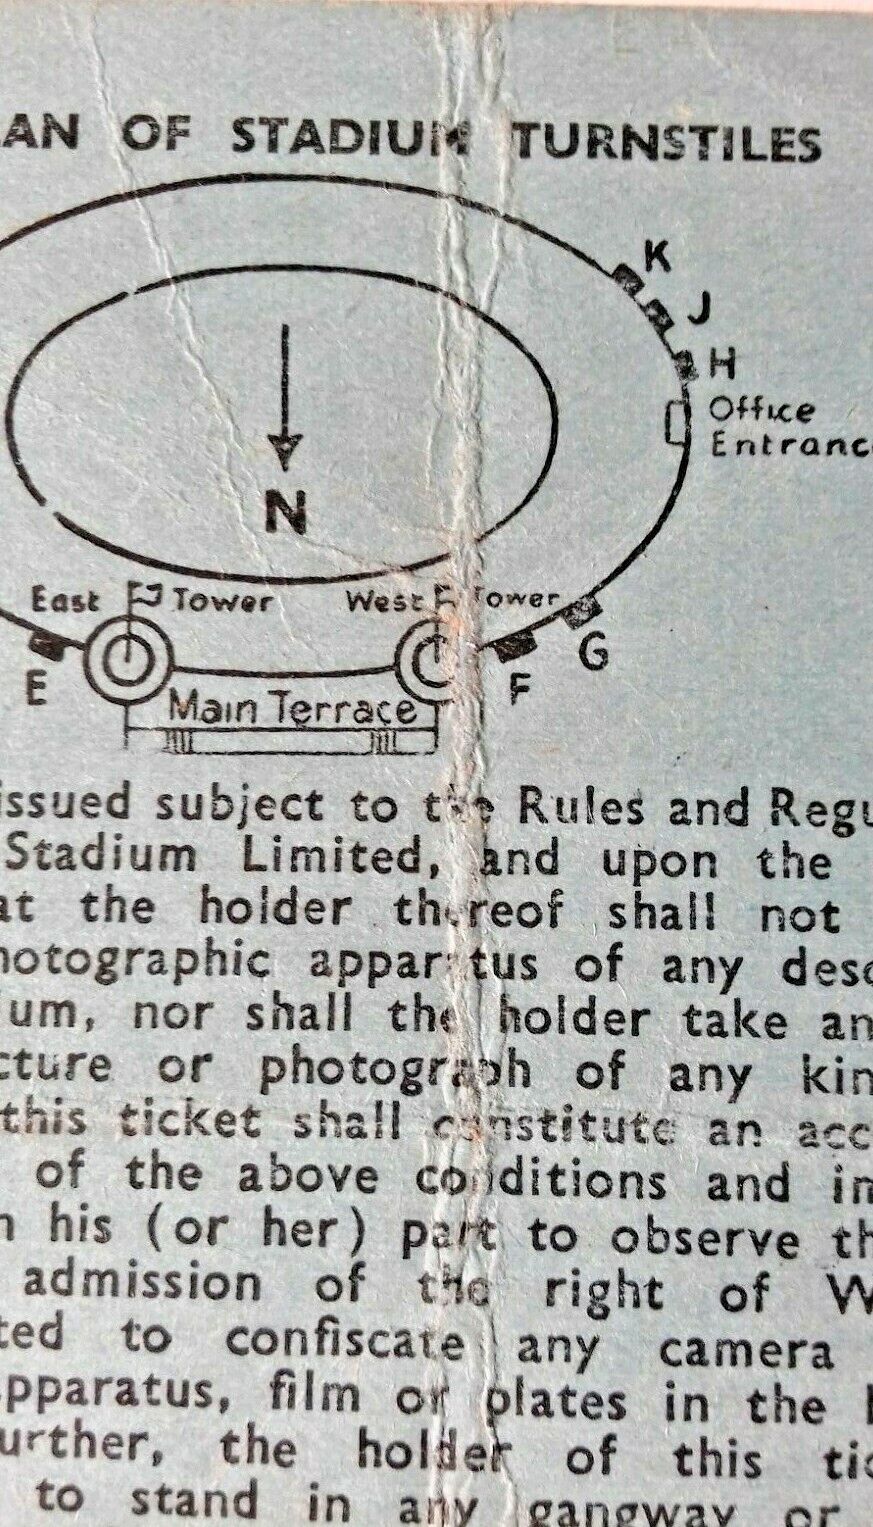 AN OF STADIUM TURNSTILES
K
J
H
Office
Entranc
N
East Tower West Tower
E
F
G
Main Terrace
issued subject to the Rules and Regu
Stadium Limited, and upon the
at the holder thereof shall not
hotographic apparatus of any desc
ium, nor shall the holder take an
cture or photograph of any kin
this ticket shall constitute an acc
of the above conditions and in
n his (or her) part to observe th
admission of the right of W
ted to confiscate any camera
apparatus, film or plates in the
urther, the holder of this tic
to stand in any gangway or